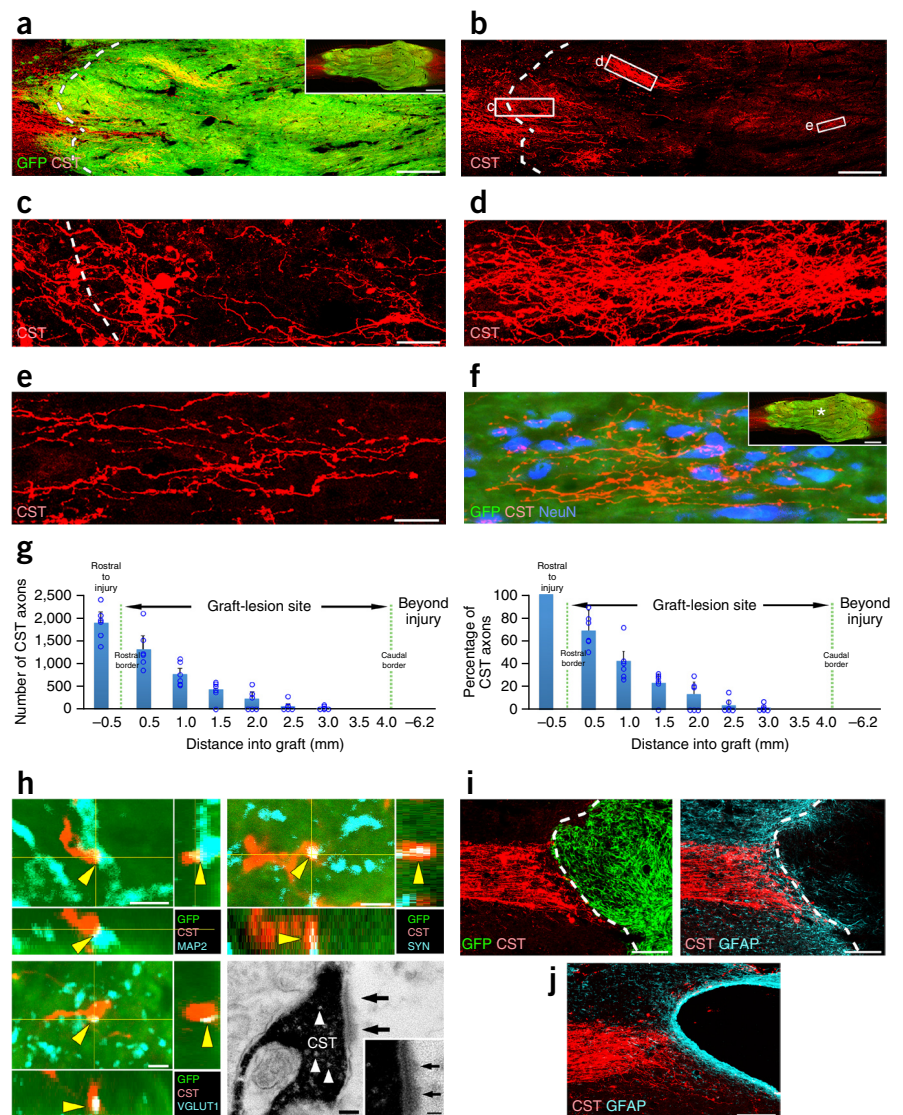 a
GFP CST
b
d
c
e
CST
c
CST
d
CST
e
CST
f
*
GFP CST NeuN
g
Rostral
to
injury
Graft-lesion site
Beyond
injury
Number of CST axons
2,500
2,000
1,500
1,000
500
0
Rostral
border
Caudal
border
–0.5 0.5 1.0 1.5 2.0 2.5 3.0 3.5 4.0 –6.2
Distance into graft (mm)
Rostral
to
injury
Graft-lesion site
Beyond
injury
Percentage of
CST axons
100
80
60
40
20
0
Rostral
border
Caudal
border
–0.5 0.5 1.0 1.5 2.0 2.5 3.0 3.5 4.0 –6.2
Distance into graft (mm)
h
GFP
CST
MAP2
GFP
CST
SYN
GFP
CST
VGLUT1
CST
i
GFP CST
CST GFAP
j
CST GFAP